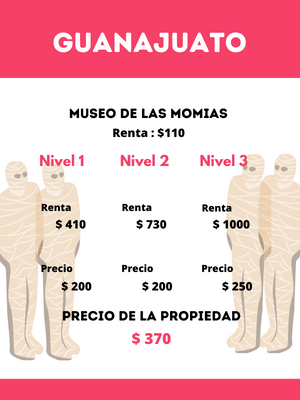 GUANAJUATO
MUSEO DE LAS MOMIAS
Renta : $110
Nivel 1 Nivel 2 Nivel 3
Renta Renta Renta
$ 410 $ 730 $ 1000
Precio Precio Precio
$ 200 $ 200 $ 250
PRECIO DE LA PROPIEDAD
$ 370